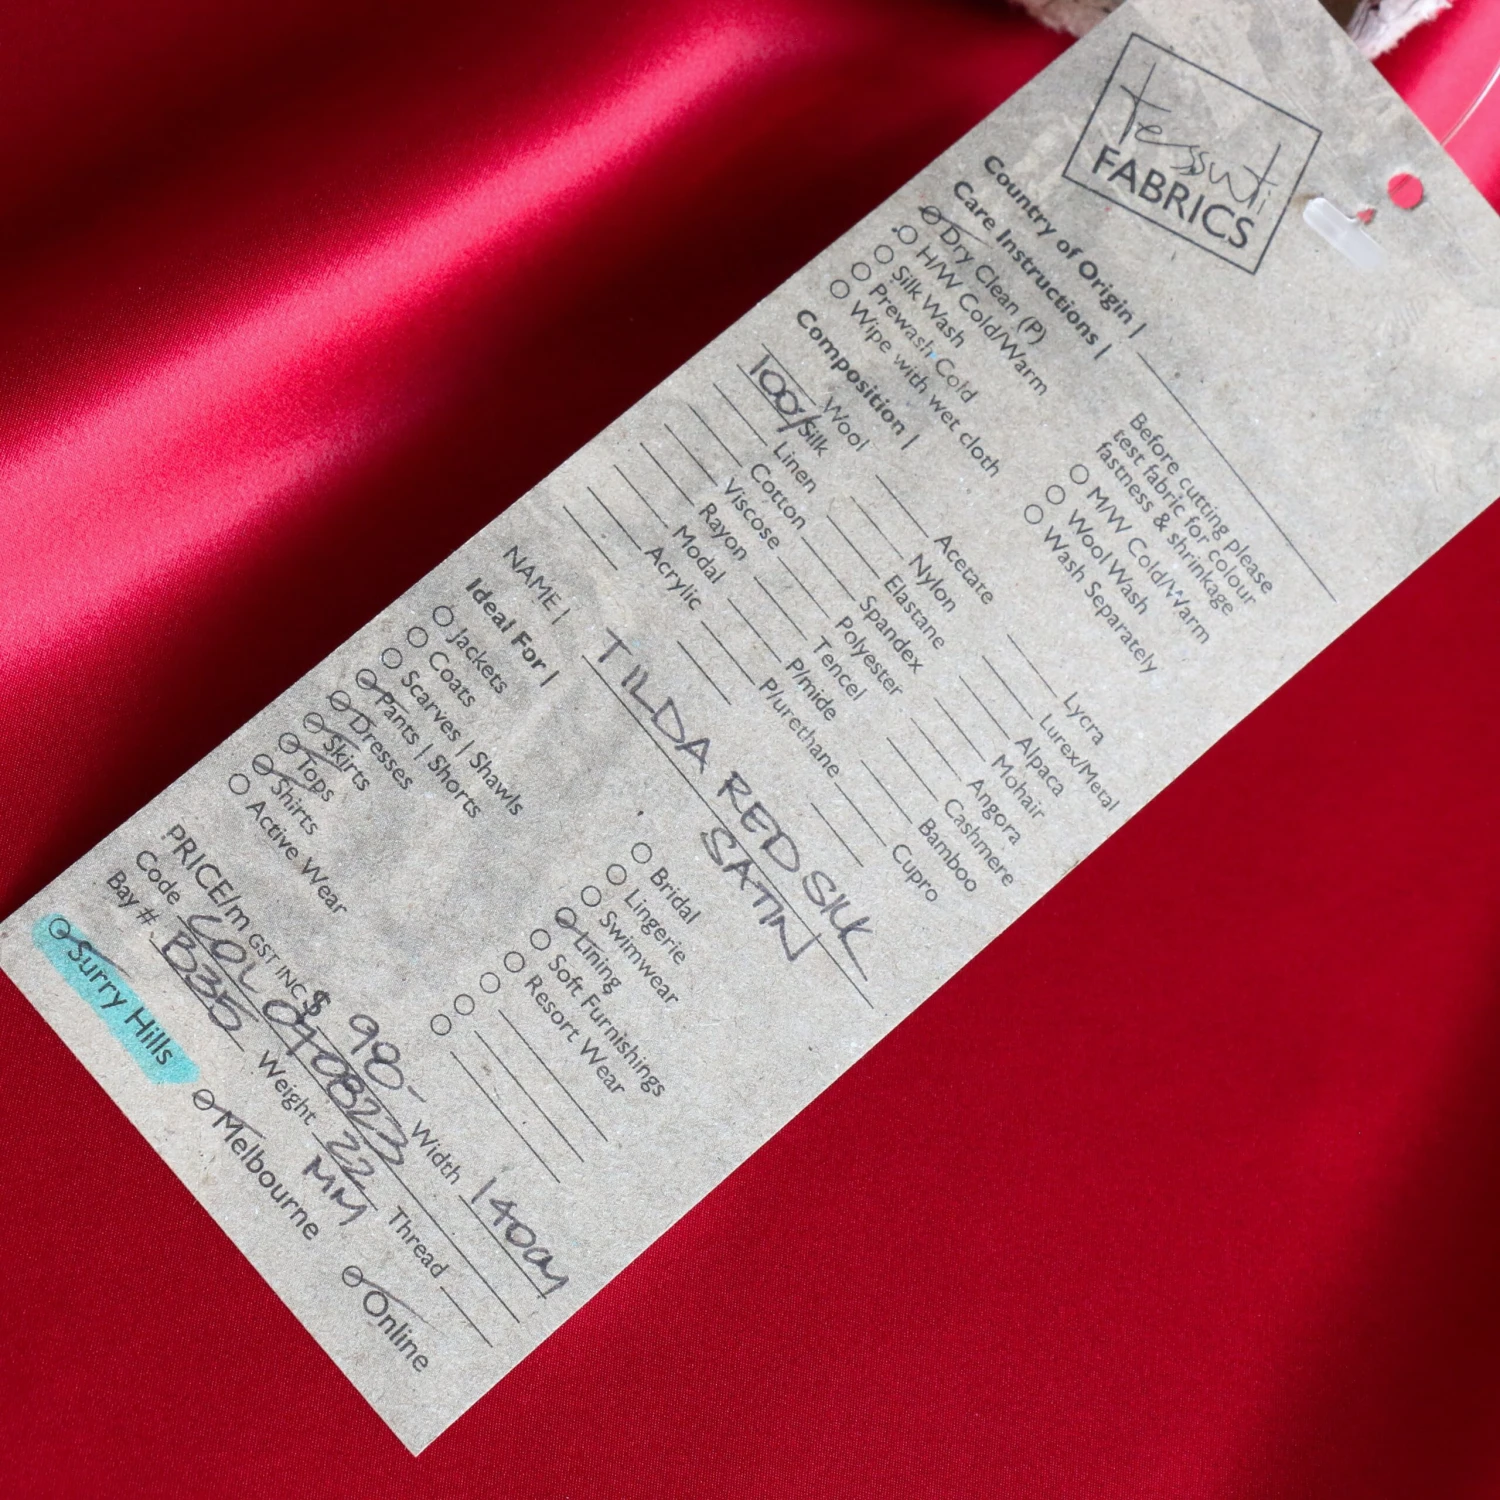 tessuti
FABRICS
Country of Origin |
Care Instructions |
Dry Clean (P)
H/W Cold/Warm
Silk Wash
Prewash Cold
Wipe with wet cloth
Before cutting please
test fabric for colour
fastness & shrinkage
M/W Cold/Warm
Wool Wash
Wash Separately
Composition |
Wool
100% Silk
Linen
Cotton
Viscose
Rayon
Modal
Acrylic
Acetate
Nylon
Elastane
Spandex
Polyester
Tencel
P/mide
P/urethane
Lycra
Lurex/Metal
Alpaca
Mohair
Angora
Cashmere
Bamboo
Cupro
NAME | TILDA RED SILK
SATIN
Ideal For |
Jackets
Coats
Scarves | Shawls
Pants | Shorts
Dresses
Skirts
Tops
Shirts
Active Wear
Bridal
Lingerie
Swimwear
Lining
Soft Furnishings
Resort Wear
PRICE/m GST INC $ 98- Width 140cm
Code COL 090823 Thread
Bay# B35 Weight 22
MM
Surry Hills Melbourne Online